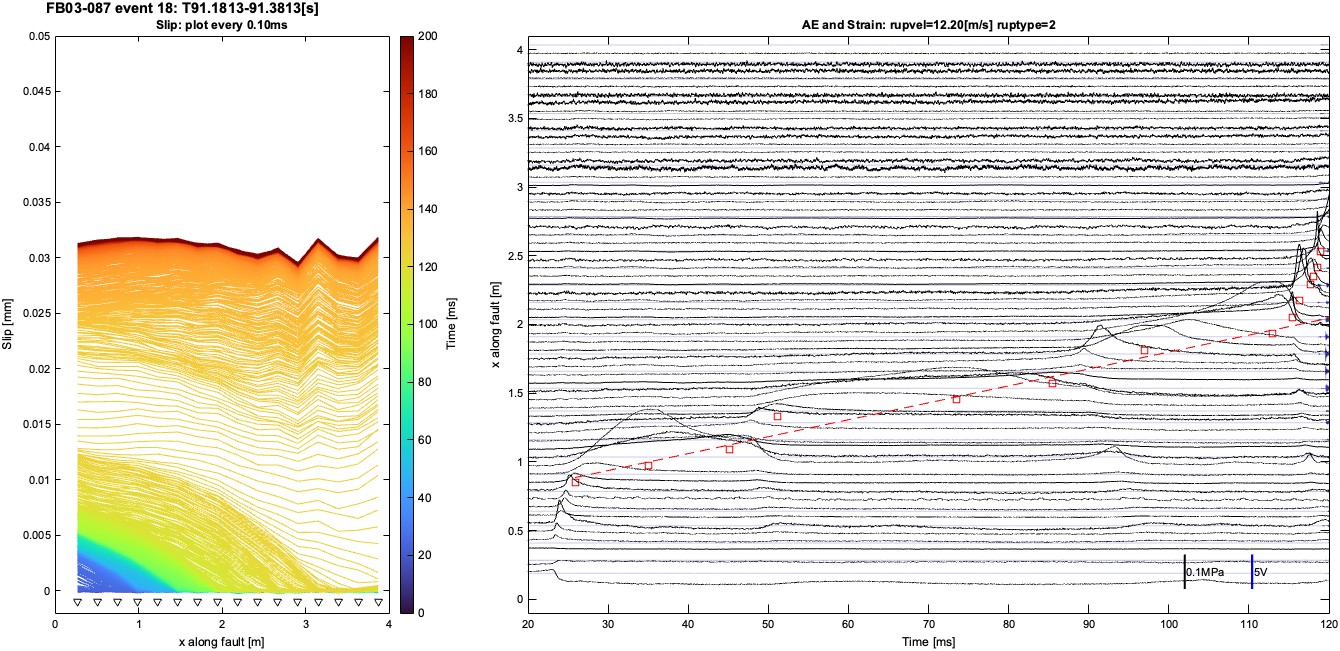 FB03-087 event 18: T91.1813-91.3813[s]
Slip: plot every 0.10ms
0.05
0.045
0.04
0.035
0.03
0.025
0.02
0.015
0.01
0.005
0
Slip [mm]
0 1 2 3 4
x along fault [m]
200
180
160
140
120
100
80
60
40
20
0
Time [ms]
AE and Strain: rupvel=12.20[m/s] ruptype=2
4
3.5
3
2.5
2
1.5
1
0.5
0
x along fault [m]
0.1MPa 5V
20 30 40 50 60 70 80 90 100 110 120
Time [ms]